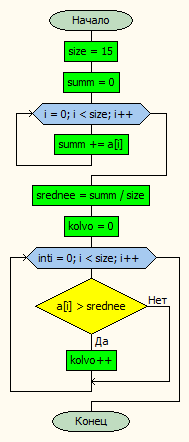 Начало
size = 15
summ = 0
i = 0; i < size; i++
summ += a[i]
srednee = summ / size
kolvo = 0
inti = 0; i < size; i++
a[i] > srednee
Нет
Да
kolvo++
Конец